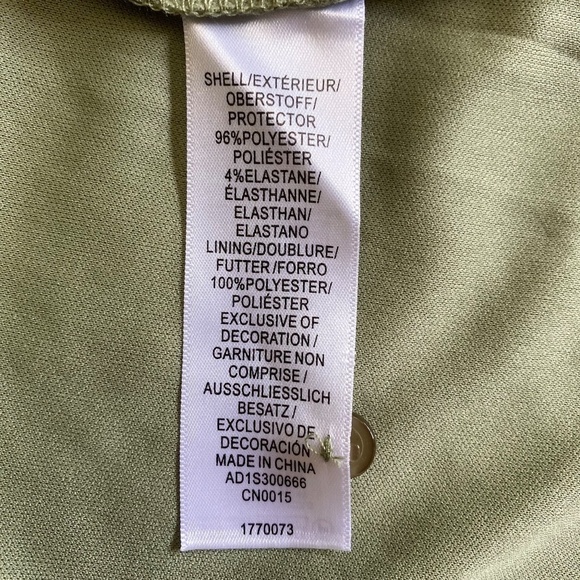 SHELL/EXTÉRIEUR/
OBERSTOFF/
PROTECTOR
96%POLYESTER/
POLIÉSTER
4%ELASTANE/
ÉLASTHANNE/
ELASTHAN/
ELASTANO
LINING/DOUBLURE/
FUTTER /FORRO
100%POLYESTER/
POLIÉSTER
EXCLUSIVE OF
DECORATION /
GARNITURE NON
COMPRISE /
AUSSCHLIESSLICH
BESATZ /
EXCLUSIVO DE
DECORACIÓN
MADE IN CHINA
AD1S300666
CN0015
1770073